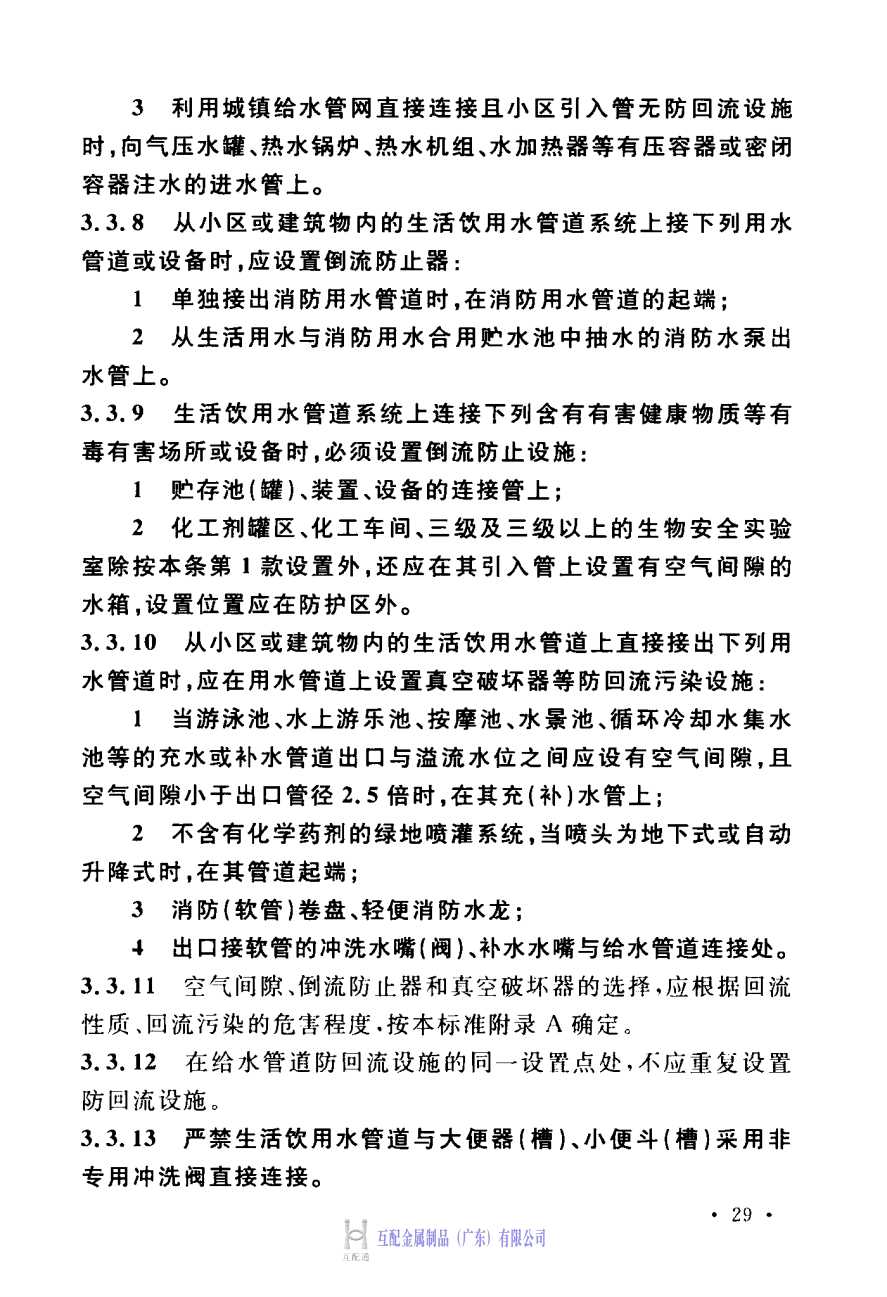 3 利用城镇给水管网直接连接且小区引入管无防回流设施
时,向气压水罐、热水锅炉、热水机组、水加热器等有压容器或密闭
容器注水的进水管上。
3.3.8 从小区或建筑物内的生活饮用水管道系统上接下列用水
管道或设备时,应设置倒流防止器:
1 单独接出消防用水管道时,在消防用水管道的起端;
2 从生活用水与消防用水合用贮水池中抽水的消防水泵出
水管上。
3.3.9 生活饮用水管道系统上连接下列含有有害健康物质等有
毒有害场所或设备时,必须设置倒流防止设施:
1 贮存池(罐)、装置、设备的连接管上;
2 化工剂罐区、化工车间、三级及三级以上的生物安全实验
室除按本条第 1 款设置外,还应在其引入管上设置有空气间隙的
水箱,设置位置应在防护区外。
3.3.10 从小区或建筑物内的生活饮用水管道上直接接出下列用
水管道时,应在用水管道上设置真空破坏器等防回流污染设施:
1 当游泳池、水上游乐池、按摩池、水景池、循环冷却水集水
池等的充水或补水管道出口与溢流水位之间应设有空气间隙,且
空气间隙小于出口管径 2.5 倍时,在其充(补)水管上;
2 不含有化学药剂的绿地喷灌系统,当喷头为地下式或自动
升降式时,在其管道起端;
3 消防(软管)卷盘、轻便消防水龙;
4 出口接软管的冲洗水嘴(阀)、补水水嘴与给水管道连接处。
3.3.11 空气间隙、倒流防止器和真空破坏器的选择,应根据回流
性质、回流污染的危害程度,按本标准附录 A 确定。
3.3.12 在给水管道防回流设施的同一设置点处,不应重复设置
防回流设施。
3.3.13 严禁生活饮用水管道与大便器(槽)、小便斗(槽)采用非
专用冲洗阀直接连接。
• 29 •
互配金属制品(广东)有限公司
互配通